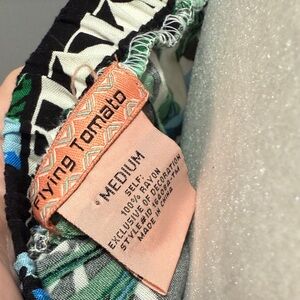 Flying Tomato
MEDIUM
SELF:
100% RAYON
EXCLUSIVE OF DECORATION
MADE IN CHINA